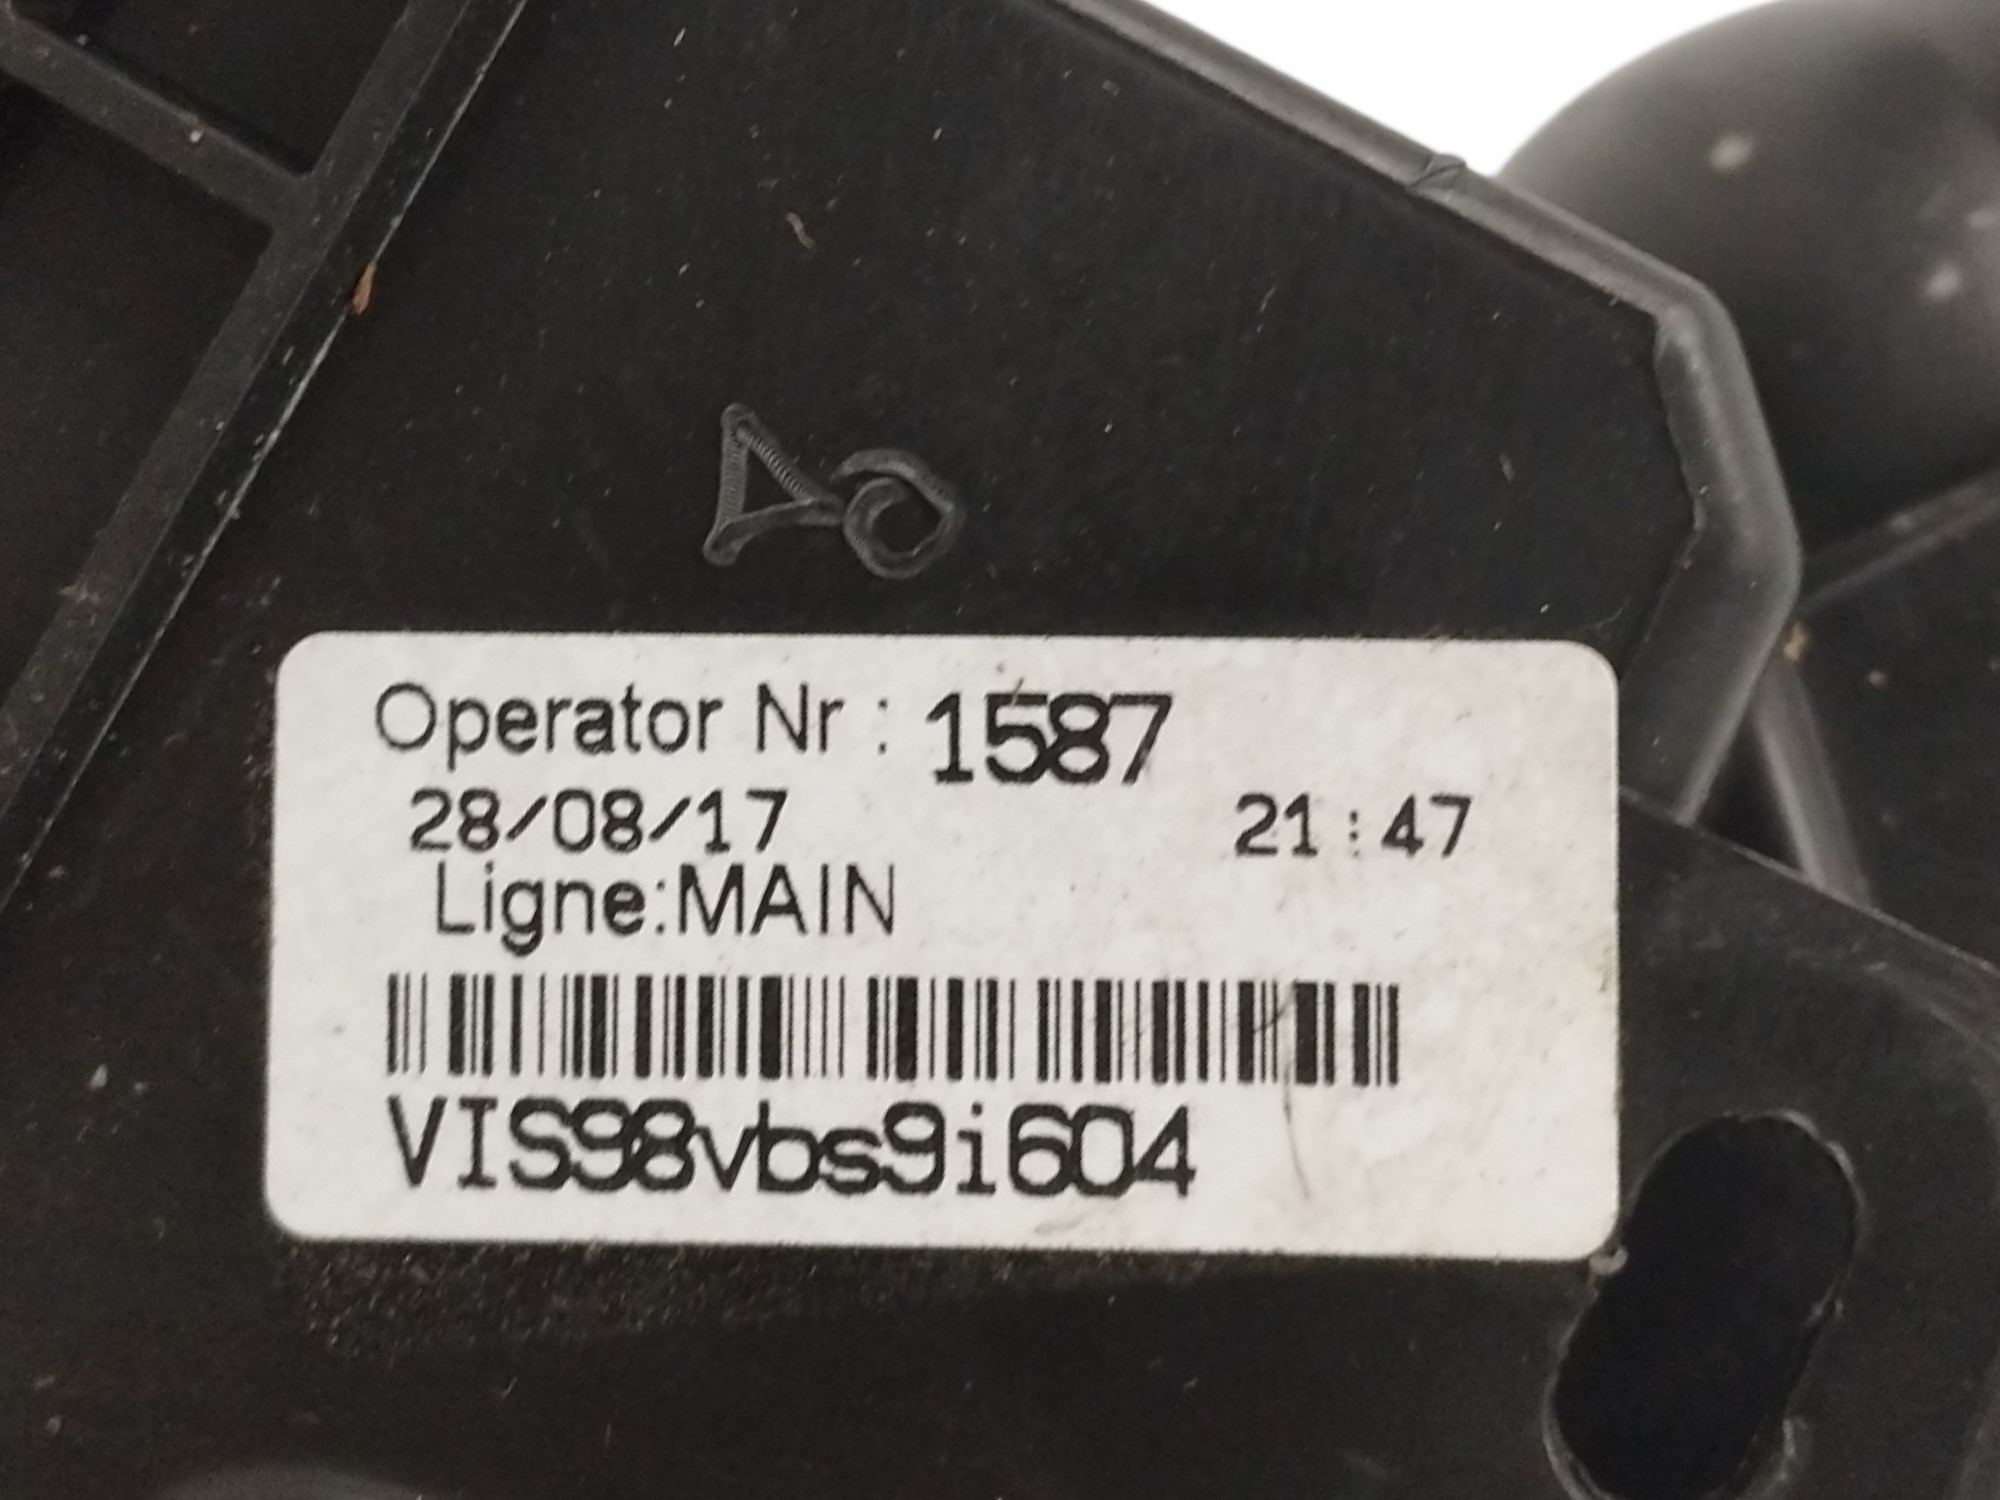 Operator Nr : 1587
28/08/17 21:47
Ligne:MAIN
VIS98vbs9i604